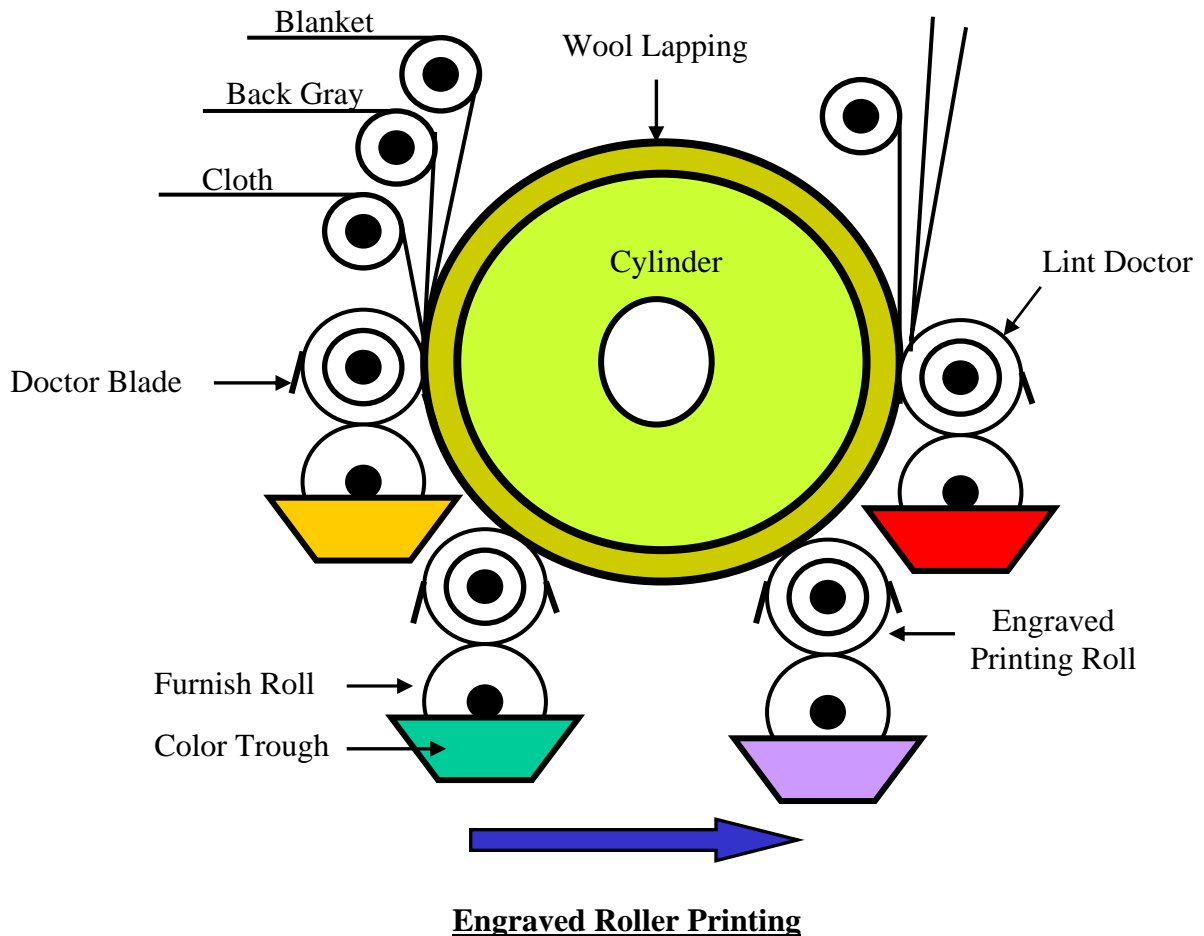 Blanket
Wool Lapping
Back Gray
Cloth
Cylinder
Lint Doctor
Doctor Blade
Engraved
Printing Roll
Furnish Roll
Color Trough
Engraved Roller Printing